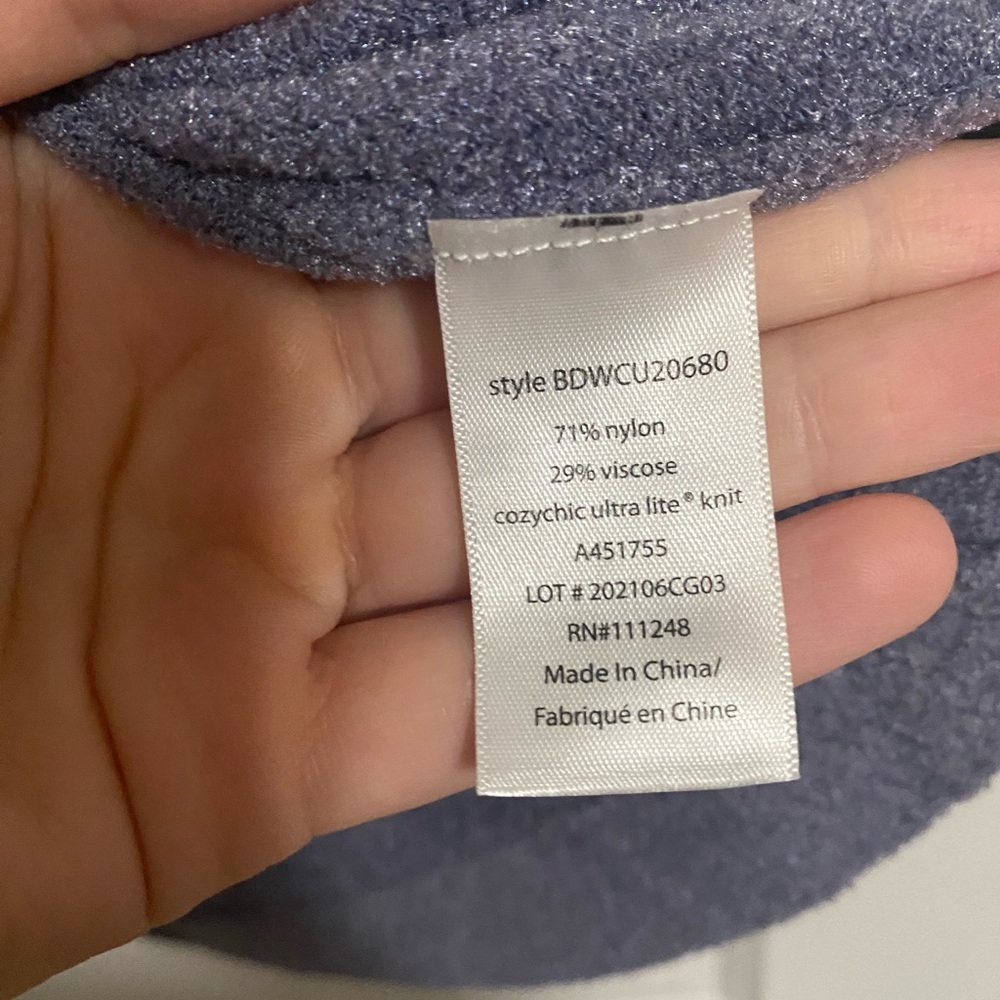 style BDWCU20680
71% nylon
29% viscose
cozychic ultra lite® knit
A451755
LOT # 202106CG03
RN#111248
Made In China/
Fabriqué en Chine